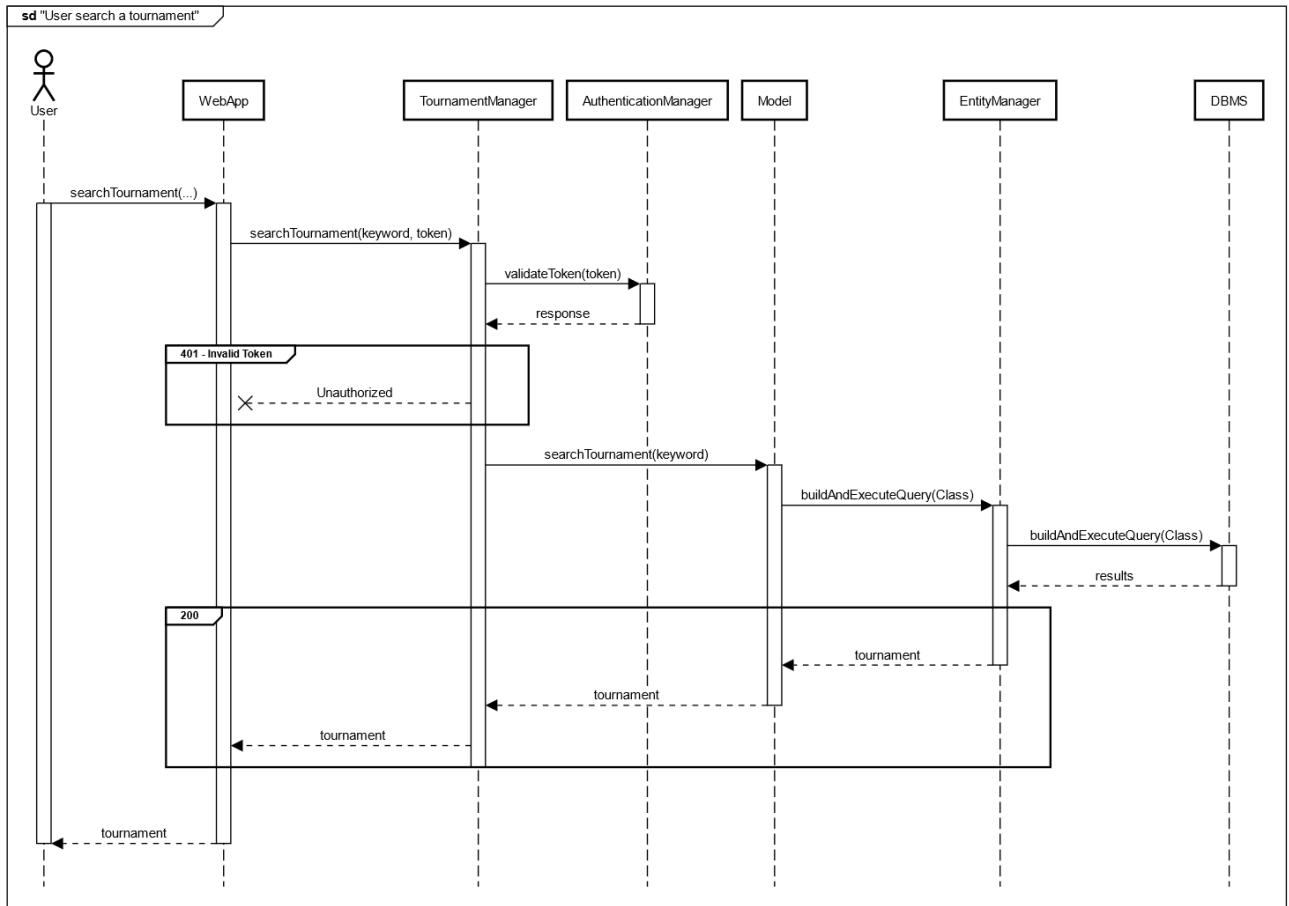 sd "User search a tournament"
User
WebApp
TournamentManager
AuthenticationManager
Model
EntityManager
DBMS
searchTournament(...)
searchTournament(keyword, token)
validateToken(token)
response
401 - Invalid Token
Unauthorized
searchTournament(keyword)
buildAndExecuteQuery(Class)
buildAndExecuteQuery(Class)
results
200
tournament
tournament
tournament
tournament